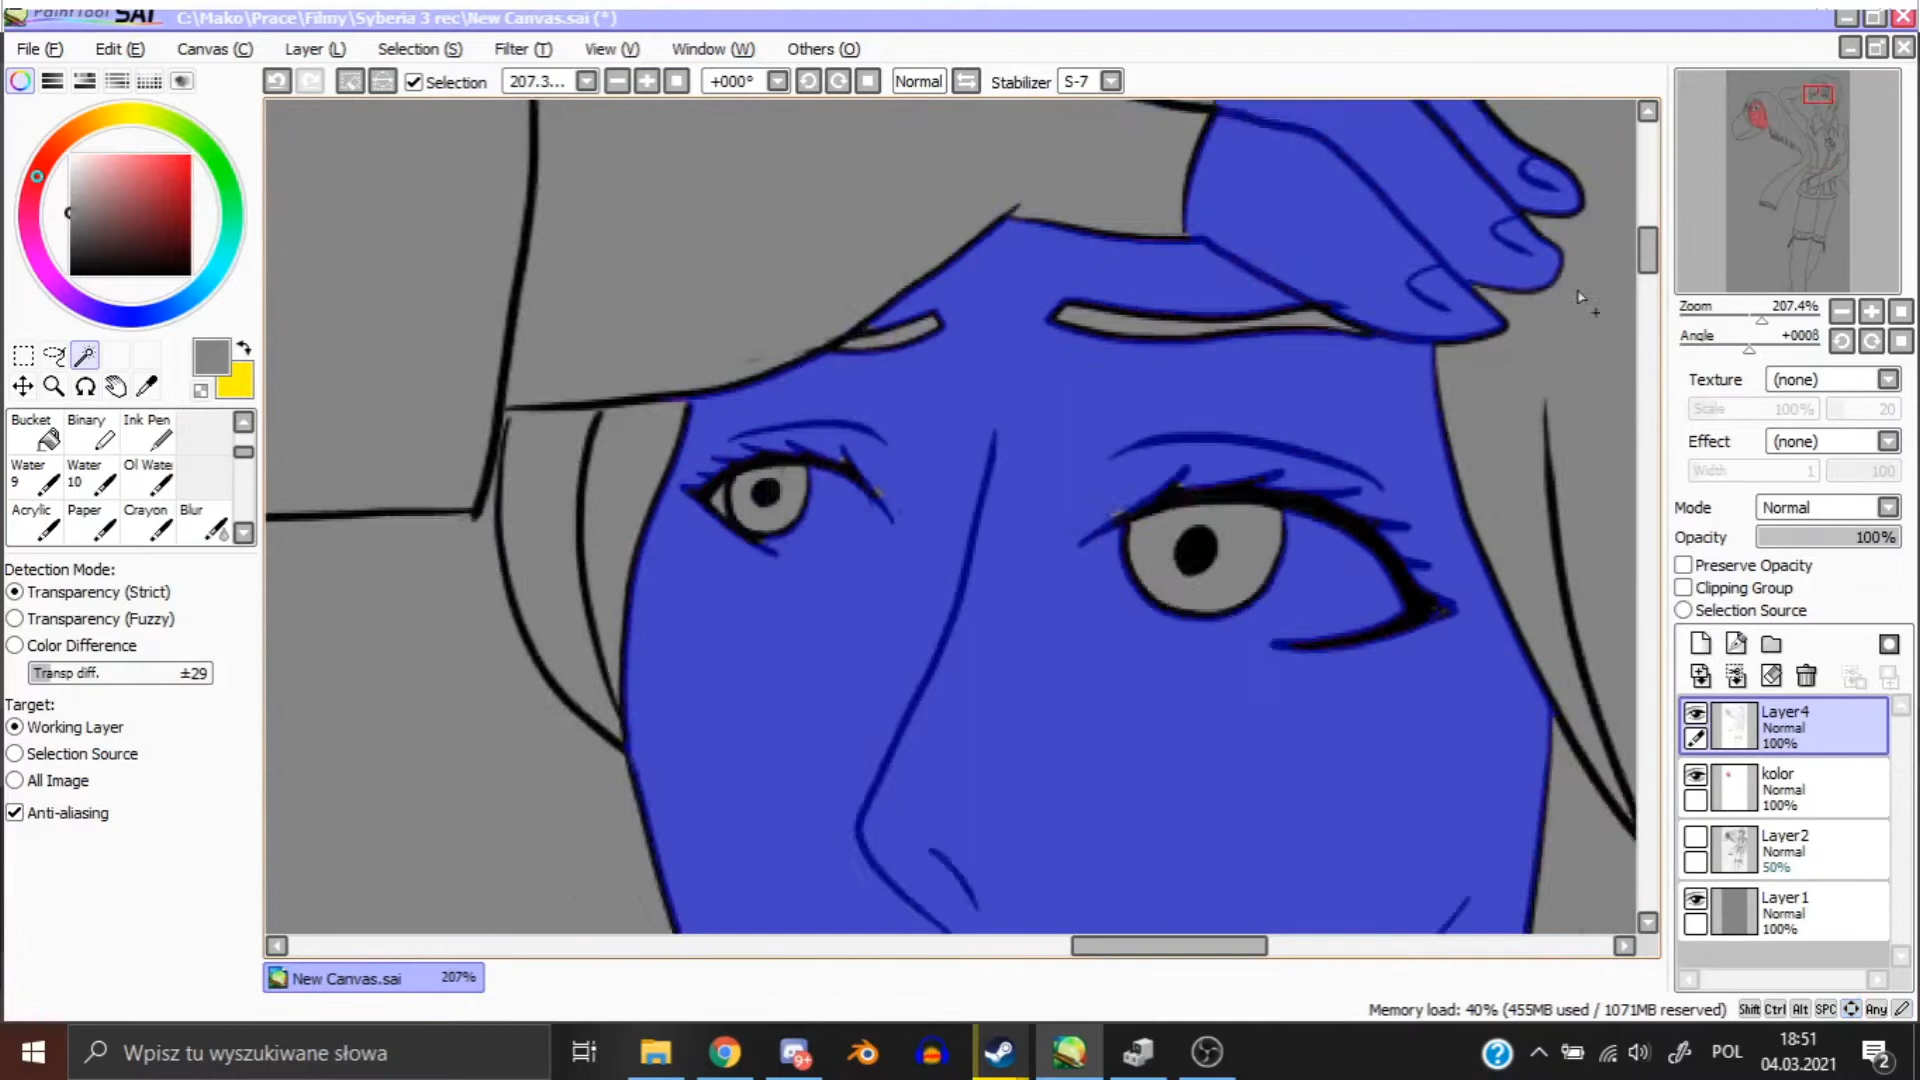 PaintTool SAI C:\Mako\Prace\Filmy\Syberia 3 rec\New Canvas.sai (*)
File (F) Edit (E) Canvas (C) Layer (L) Selection (S) Filter (T) View (V) Window (W) Others (O)
Selection 207.3... +000° Normal Stabilizer S-7
Zoom 207.4%
Angle +000ß
Texture (none)
Scale 100% 20
Effect (none)
Width 1 100
Mode Normal
Opacity 100%
Preserve Opacity
Clipping Group
Selection Source
Bucket Binary Ink Pen
Water 9 Water 10 Ol Wate
Acrylic Paper Crayon Blur
Detection Mode:
Transparency (Strict)
Transparency (Fuzzy)
Color Difference
Transp diff. ±29
Target:
Working Layer
Selection Source
All Image
Anti-aliasing
Layer4
Normal
100%
kolor
Normal
100%
Layer2
Normal
50%
Layer1
Normal
100%
New Canvas.sai 207%
Memory load: 40% (455MB used / 1071MB reserved) Shift Ctrl Alt SPC Any
Wpisz tu wyszukiwane słowa
9+
POL
18:51
04.03.2021
2